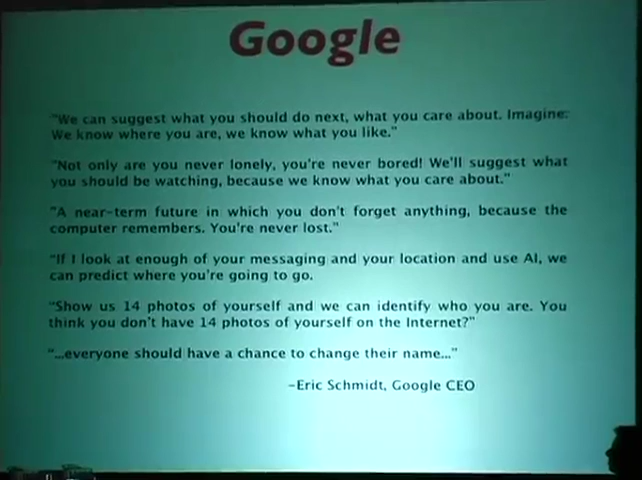 Google
"We can suggest what you should do next, what you care about. Imagine:
We know where you are, we know what you like."
"Not only are you never lonely, you're never bored! We'll suggest what
you should be watching, because we know what you care about."
"A near-term future in which you don't forget anything, because the
computer remembers. You're never lost."
"If I look at enough of your messaging and your location and use AI, we
can predict where you're going to go.
"Show us 14 photos of yourself and we can identify who you are. You
think you don't have 14 photos of yourself on the Internet?"
"...everyone should have a chance to change their name..."
-Eric Schmidt, Google CEO